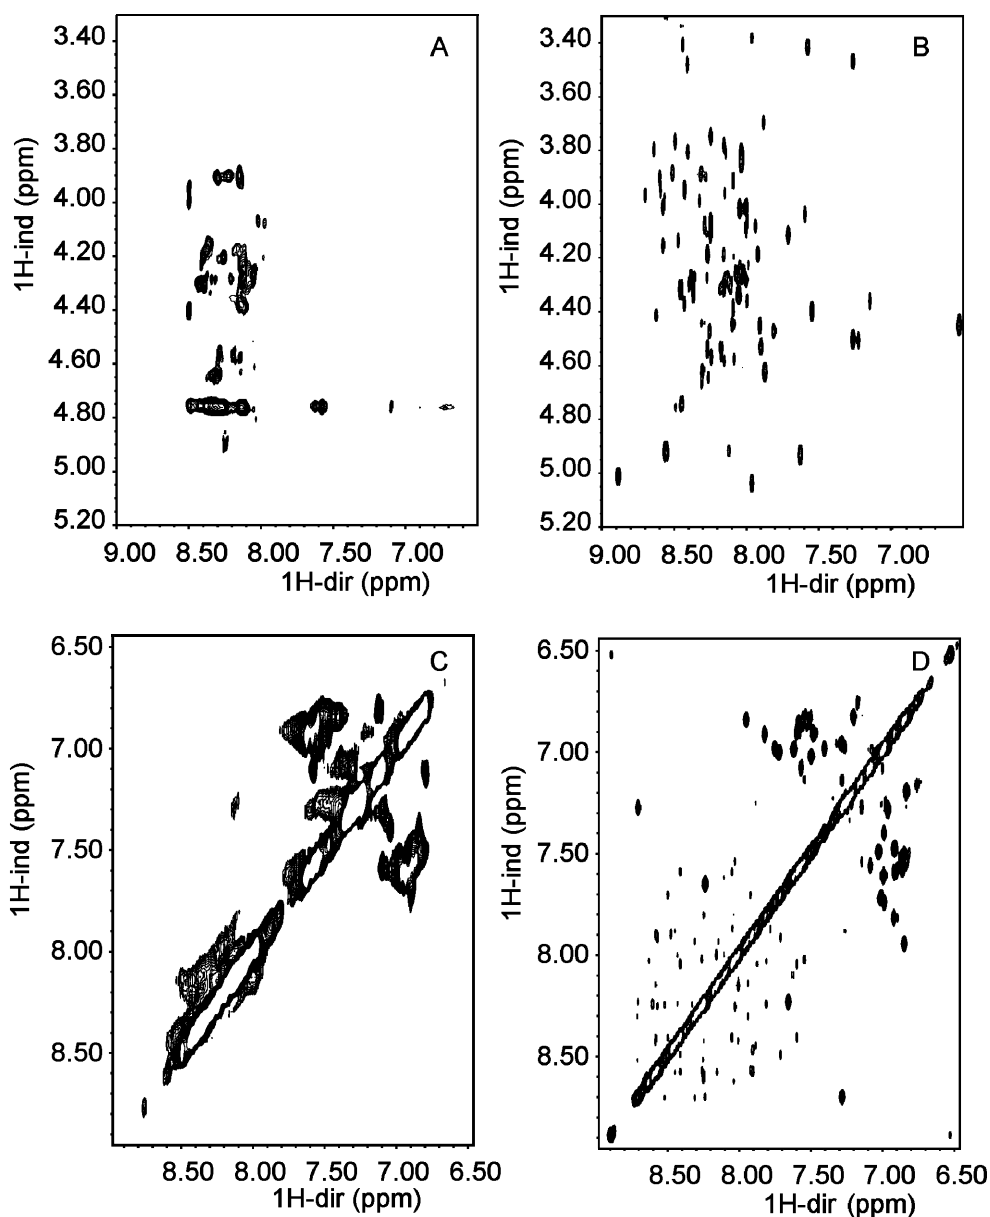 A
3.40
3.60
3.80
4.00
4.20
4.40
4.60
4.80
5.00
5.20
1H-ind (ppm)
9.00 8.50 8.00 7.50 7.00
1H-dir (ppm)
B
3.40
3.60
3.80
4.00
4.20
4.40
4.60
4.80
5.00
5.20
1H-ind (ppm)
9.00 8.50 8.00 7.50 7.00
1H-dir (ppm)
C
6.50
7.00
7.50
8.00
8.50
1H-ind (ppm)
8.50 8.00 7.50 7.00 6.50
1H-dir (ppm)
D
6.50
7.00
7.50
8.00
8.50
1H-ind (ppm)
8.50 8.00 7.50 7.00 6.50
1H-dir (ppm)